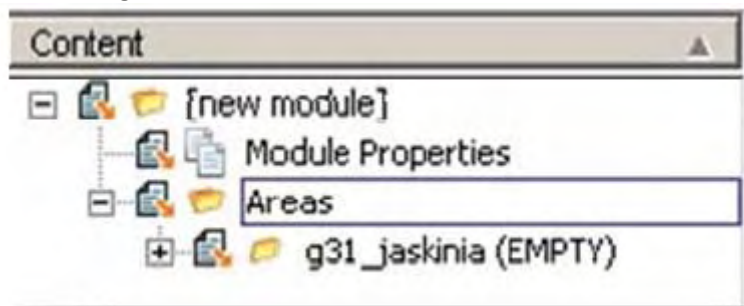 Content
[new module]
Module Properties
Areas
g31_jaskinia (EMPTY)